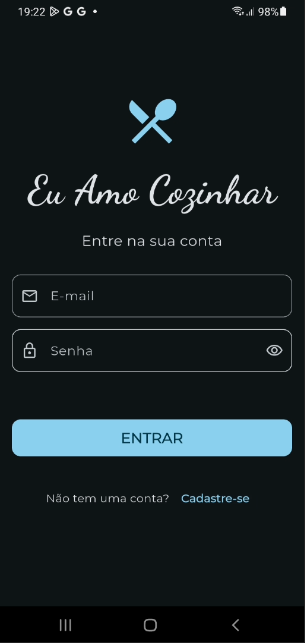 19:22 G G 98%
Eu Amo Cozinhar
Entre na sua conta
E-mail
Senha
ENTRAR
Não tem uma conta? Cadastre-se